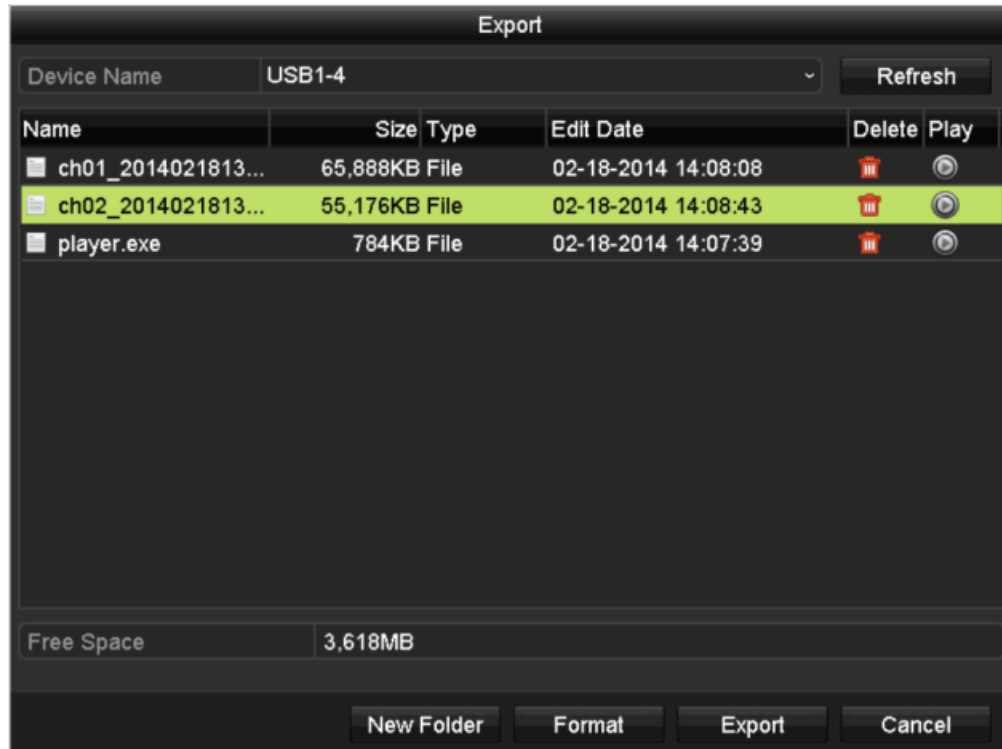 Export
Device Name USB1-4 Refresh
Name Size Type Edit Date Delete Play
ch01_2014021813... 65,888KB File 02-18-2014 14:08:08
ch02_2014021813... 55,176KB File 02-18-2014 14:08:43
player.exe 784KB File 02-18-2014 14:07:39
Free Space 3,618MB
New Folder Format Export Cancel